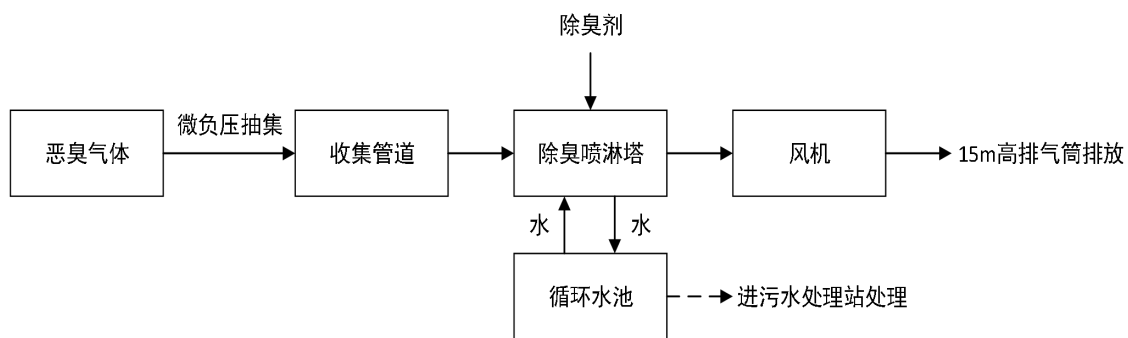 除臭剂
微负压抽集
恶臭气体
收集管道
除臭喷淋塔
风机
15m高排气筒排放
水
水
循环水池
进污水处理站处理